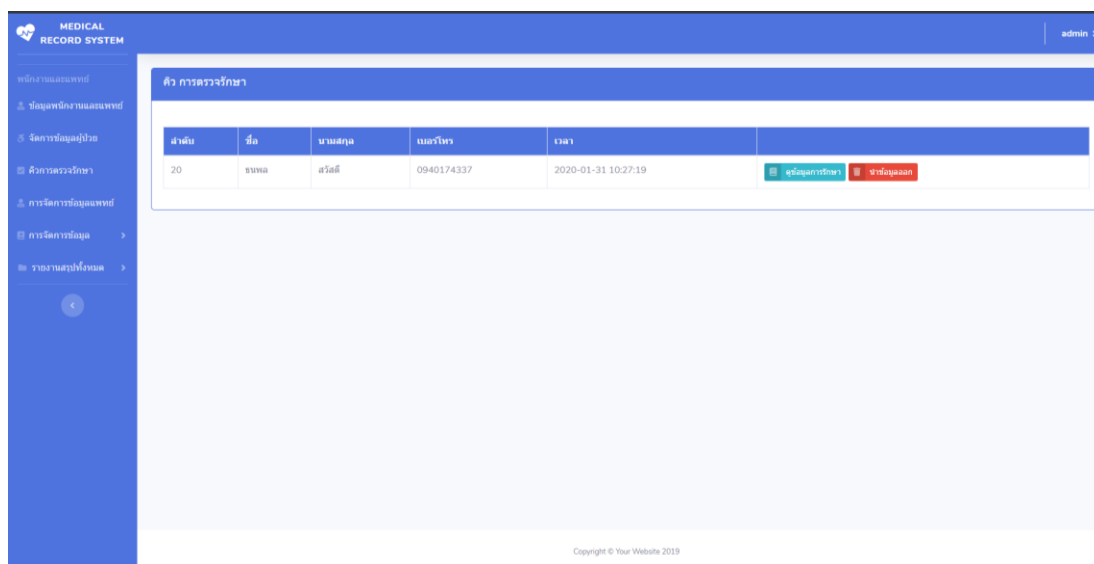 MEDICAL
RECORD SYSTEM
admin
พนักงานและแพทย์
ข้อมูลพนักงานและแพทย์
จัดการข้อมูลผู้ป่วย
คิวการตรวจรักษา
การจัดการข้อมูลแพทย์
การจัดการข้อมูล
รายงานสรุปทั้งหมด
คิว การตรวจรักษา
ลำดับ ชื่อ นามสกุล เบอร์โทร เวลา
20 ธนพล สวัสดี 0940174337 2020-01-31 10:27:19 ดูข้อมูลการรักษา นำข้อมูลออก
Copyright © Your Website 2019